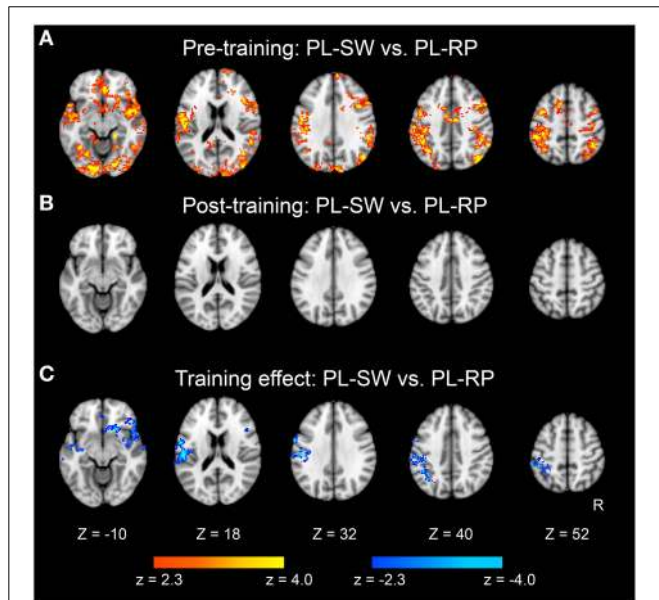 A
Pre-training: PL-SW vs. PL-RP
B
Post-training: PL-SW vs. PL-RP
C
Training effect: PL-SW vs. PL-RP
R
Z = -10 Z = 18 Z = 32 Z = 40 Z = 52
z = 2.3 z = 4.0 z = -2.3 z = -4.0